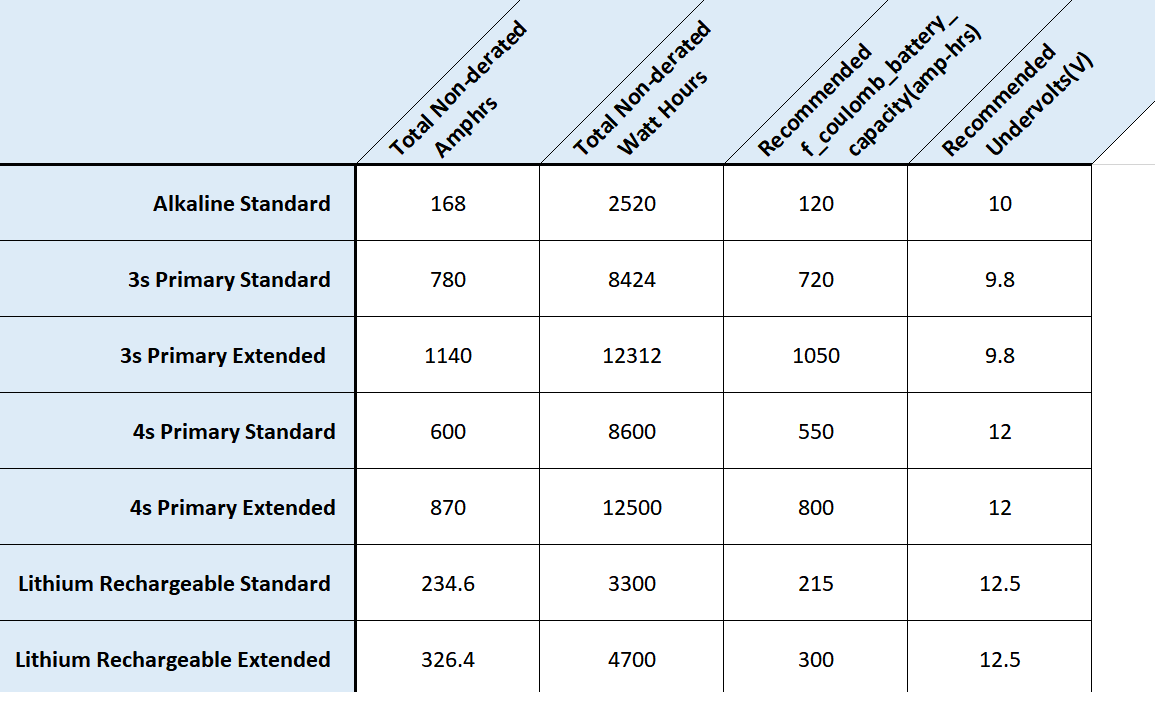 Total Non-derated
Amphrs
Total Non-derated
Watt Hours
Recommended
f_coulomb_battery_
capacity(amp-hrs)
Recommended
Undervolts(V)
Alkaline Standard 168 2520 120 10
3s Primary Standard 780 8424 720 9.8
3s Primary Extended 1140 12312 1050 9.8
4s Primary Standard 600 8600 550 12
4s Primary Extended 870 12500 800 12
Lithium Rechargeable Standard 234.6 3300 215 12.5
Lithium Rechargeable Extended 326.4 4700 300 12.5